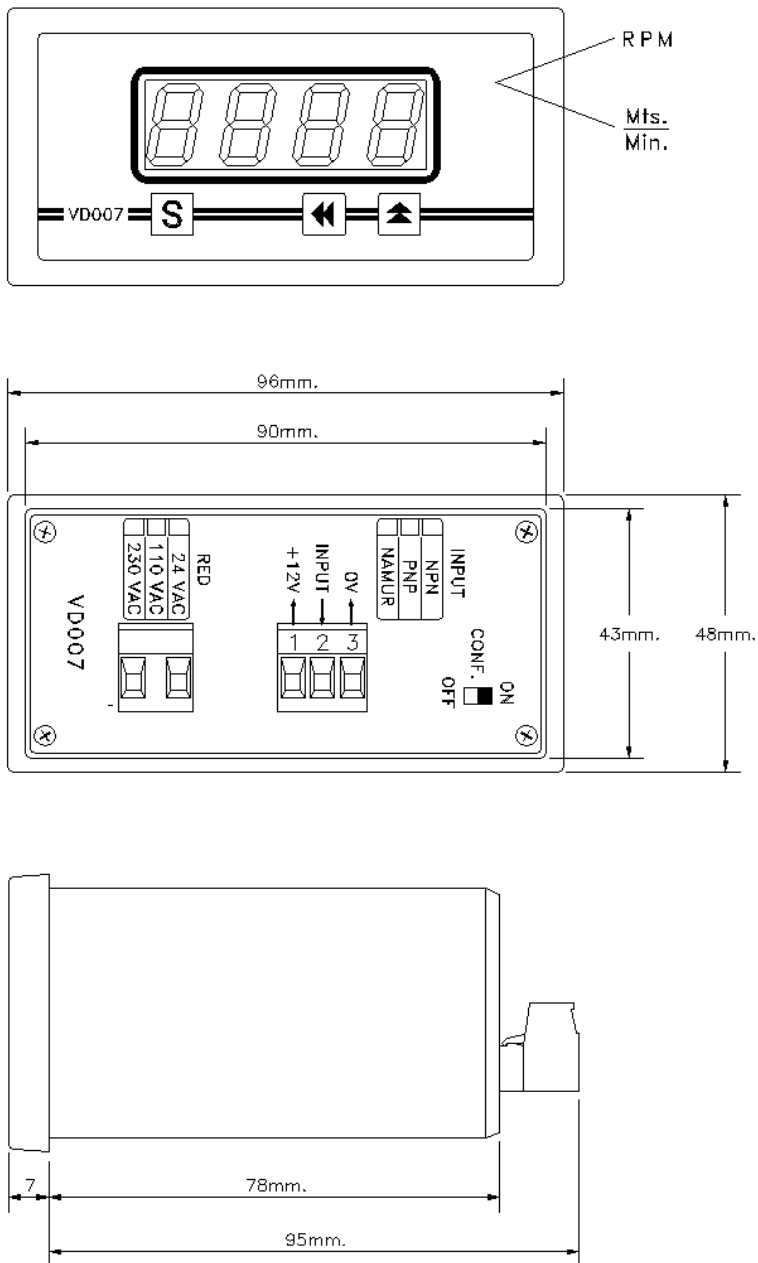 RPM
Mts.
Min.
VD007
S
96mm.
90mm.
RED
24 VAC
110 VAC
230 VAC
VD007
+12V
INPUT
0V
1 2 3
INPUT
NPN
PNP
NAMUR
CONF.
ON
OFF
43mm.
48mm.
7
78mm.
95mm.